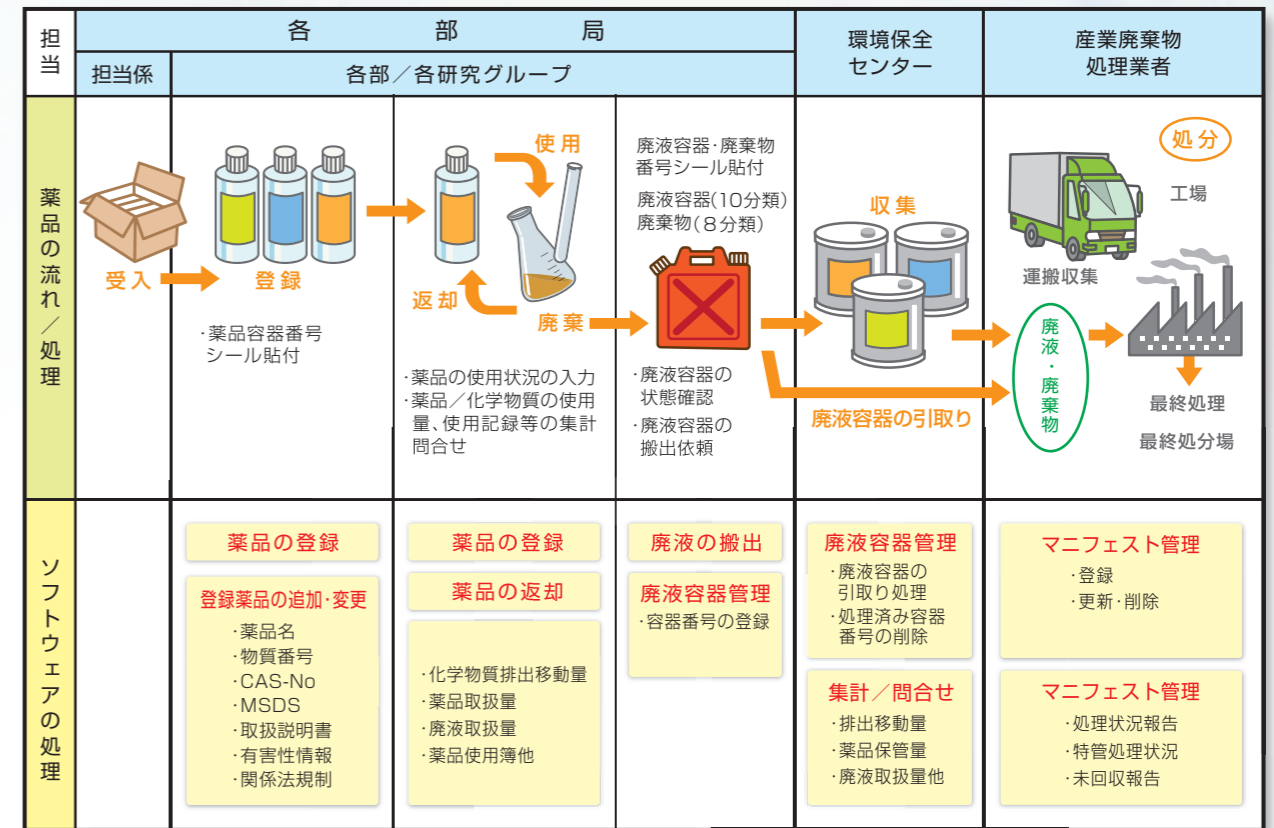 担当
各部局
環境保全
センター
産業廃棄物
処理業者
担当係
各部／各研究グループ
薬品の流れ／処理
受入
登録
・薬品容器番号
シール貼付
使用
返却
廃棄
・薬品の使用状況の入力
・薬品／化学物質の使用
量、使用記録等の集計
問合せ
廃液容器・廃棄物
番号シール貼付
廃液容器(10分類)
廃棄物(8分類)
・廃液容器の
状態確認
・廃液容器の
搬出依頼
収集
廃液容器の引取り
処分
工場
運搬収集
廃液・廃棄物
最終処理
最終処分場
ソフトウェアの処理
薬品の登録
登録薬品の追加・変更
・薬品名
・物質番号
・CAS-No
・MSDS
・取扱説明書
・有害性情報
・関係法規制
薬品の登録
薬品の返却
・化学物質排出移動量
・薬品取扱量
・廃液取扱量
・薬品使用簿他
廃液の搬出
廃液容器管理
・容器番号の登録
廃液容器管理
・廃液容器の
引取り処理
・処理済み容器
番号の削除
集計／問合せ
・排出移動量
・薬品保管量
・廃液取扱量他
マニフェスト管理
・登録
・更新・削除
マニフェスト管理
・処理状況報告
・特管処理状況
・未回収報告